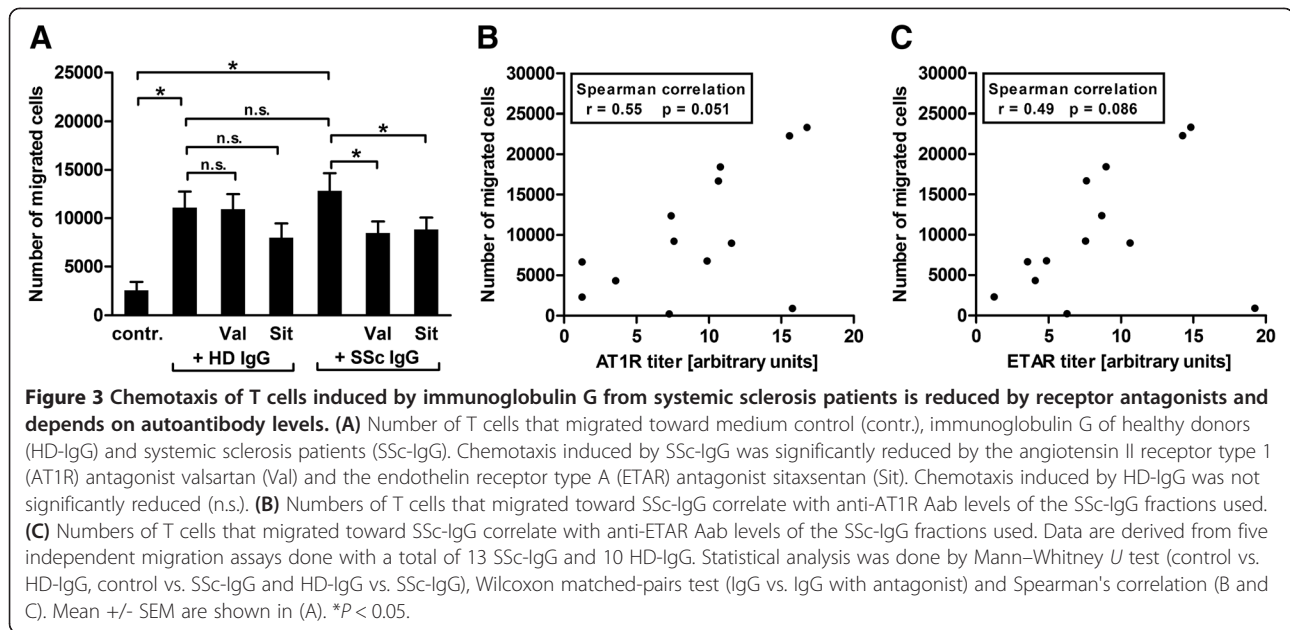 A
B
C
Number of migrated cells
25000
20000
15000
10000
5000
0
*
*
n.s.
n.s.
n.s.
*
*
contr.
Val
Sit
Val
Sit
+ HD IgG
+ SSc IgG
Number of migrated cells
30000
25000
20000
15000
10000
5000
0
Spearman correlation
r = 0.55 p = 0.051
0
5
10
15
20
AT1R titer [arbitrary units]
Number of migrated cells
30000
25000
20000
15000
10000
5000
0
Spearman correlation
r = 0.49 p = 0.086
0
5
10
15
20
ETAR titer [arbitrary units]
Figure 3 Chemotaxis of T cells induced by immunoglobulin G from systemic sclerosis patients is reduced by receptor antagonists and
depends on autoantibody levels. (A) Number of T cells that migrated toward medium control (contr.), immunoglobulin G of healthy donors
(HD-IgG) and systemic sclerosis patients (SSc-IgG). Chemotaxis induced by SSc-IgG was significantly reduced by the angiotensin II receptor type 1
(AT1R) antagonist valsartan (Val) and the endothelin receptor type A (ETAR) antagonist sitaxsentan (Sit). Chemotaxis induced by HD-IgG was not
significantly reduced (n.s.). (B) Numbers of T cells that migrated toward SSc-IgG correlate with anti-AT1R Aab levels of the SSc-IgG fractions used.
(C) Numbers of T cells that migrated toward SSc-IgG correlate with anti-ETAR Aab levels of the SSc-IgG fractions used. Data are derived from five
independent migration assays done with a total of 13 SSc-IgG and 10 HD-IgG. Statistical analysis was done by Mann–Whitney U test (control vs.
HD-IgG, control vs. SSc-IgG and HD-IgG vs. SSc-IgG), Wilcoxon matched-pairs test (IgG vs. IgG with antagonist) and Spearman's correlation (B and
C). Mean +/- SEM are shown in (A). *P < 0.05.